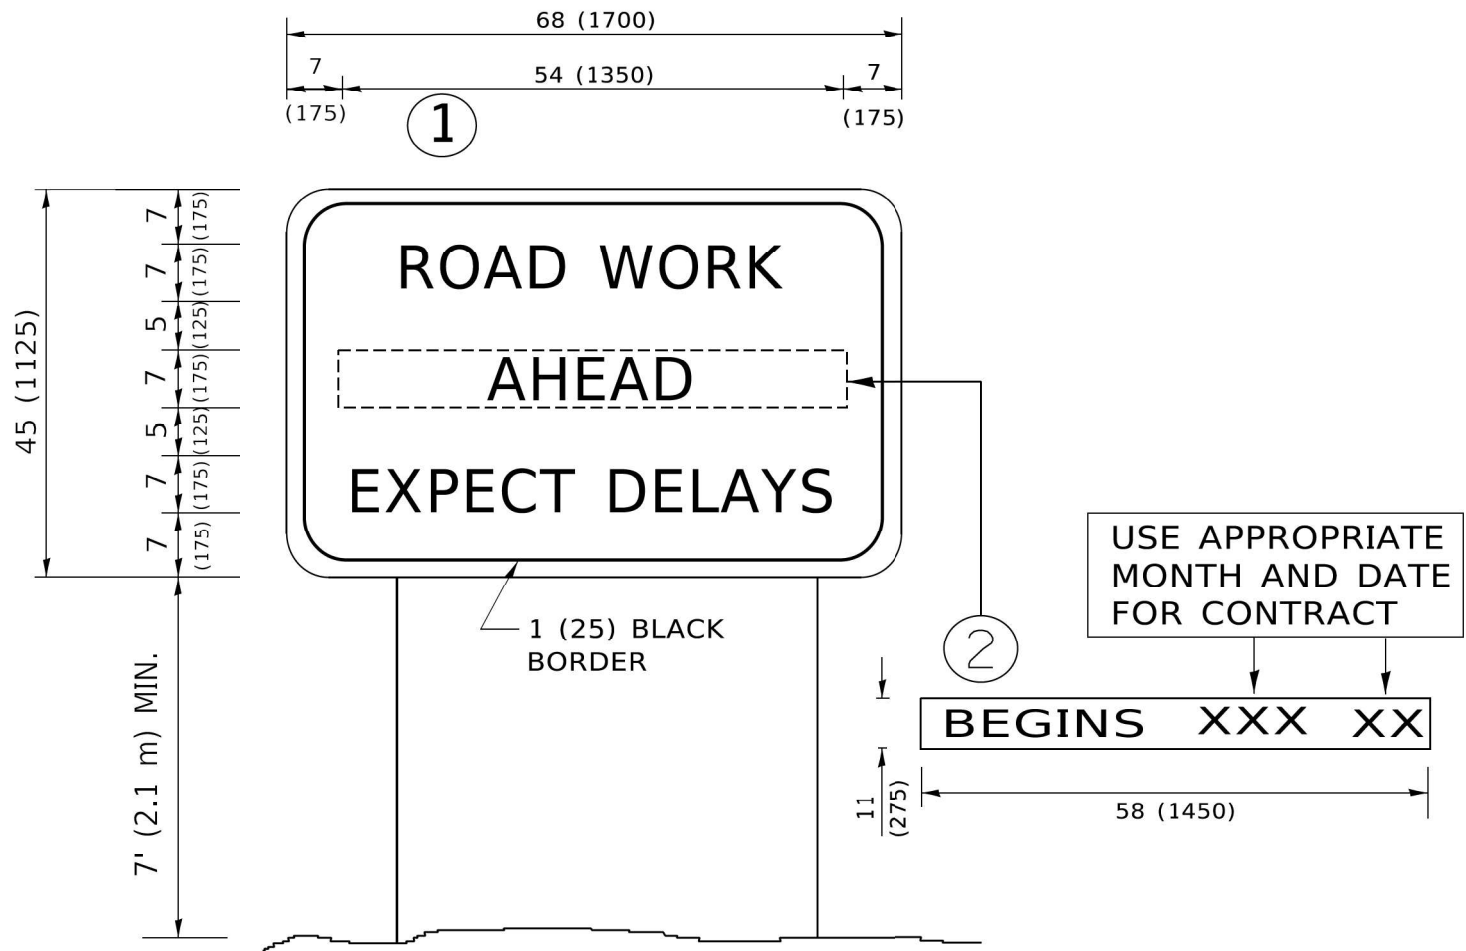 68 (1700)
7
54 (1350)
7
(175)
(175)
1
7 (175)
7 (175)
5 (125)
7 (175)
5 (125)
7 (175)
7 (175)
45 (1125)
ROAD WORK
AHEAD
EXPECT DELAYS
1 (25) BLACK
BORDER
7' (2.1 m) MIN.
USE APPROPRIATE
MONTH AND DATE
FOR CONTRACT
2
BEGINS XXX XX
11
(275)
58 (1450)